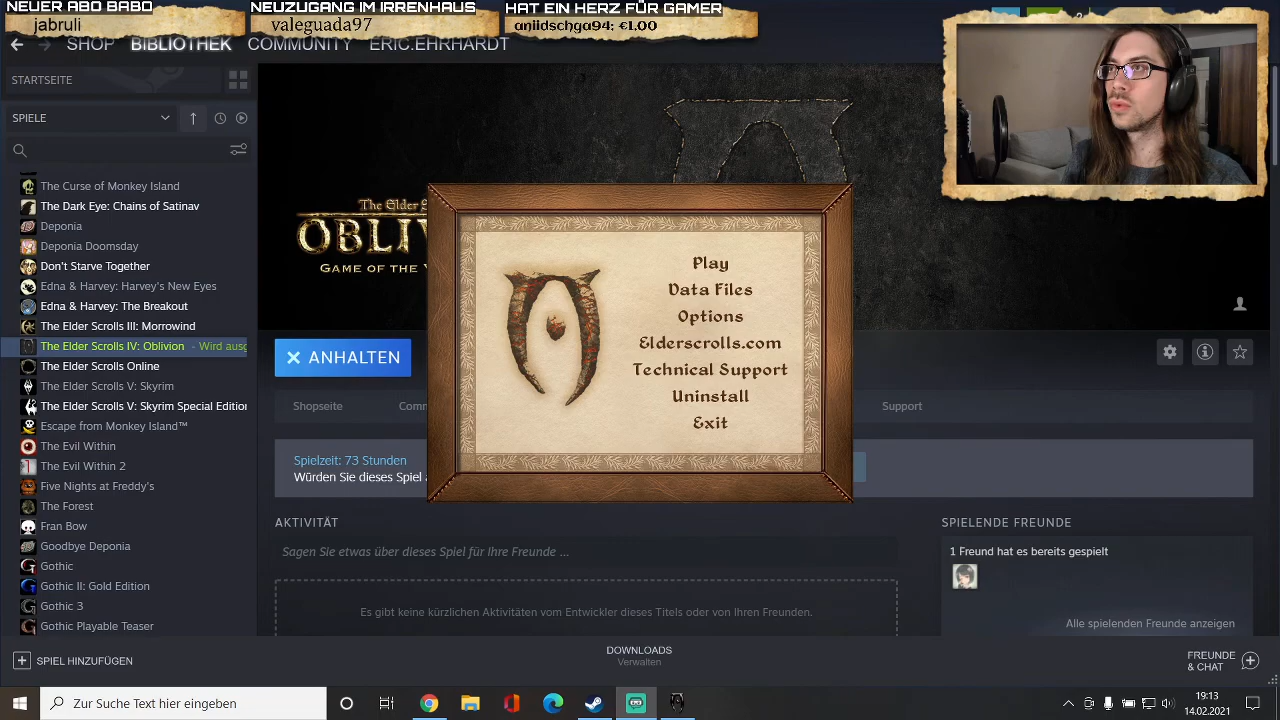 NEUER ABO BABO
jabruli
NEUZUGANG IM IRRENHAUS
valeguada97
HAT EIN HERZ FÜR GAMER
aniidschga94: €1.00
SHOP BIBLIOTHEK COMMUNITY ERIC.EHRHARDT
STARTSEITE
SPIELE
The Curse of Monkey Island
The Dark Eye: Chains of Satinav
Deponia
Deponia Doomsday
Don't Starve Together
Edna & Harvey: Harvey's New Eyes
Edna & Harvey: The Breakout
The Elder Scrolls III: Morrowind
The Elder Scrolls IV: Oblivion - Wird ausg
The Elder Scrolls Online
The Elder Scrolls V: Skyrim
The Elder Scrolls V: Skyrim Special Edition
Escape from Monkey Island™
The Evil Within
The Evil Within 2
Five Nights at Freddy's
The Forest
Fran Bow
Goodbye Deponia
Gothic
Gothic II: Gold Edition
Gothic 3
Gothic Playable Teaser
SPIEL HINZUFÜGEN
The Elder S
OBLIV
GAME OF THE Y
Play
Data Files
Options
Elderscrolls.com
Technical Support
Uninstall
Exit
ANHALTEN
Shopseite
Comm
Support
Spielzeit: 73 Stunden
Würden Sie dieses Spiel
AKTIVITÄT
Sagen Sie etwas über dieses Spiel für Ihre Freunde ...
Es gibt keine kürzlichen Aktivitäten vom Entwickler dieses Titels oder von Ihren Freunden.
SPIELENDE FREUNDE
1 Freund hat es bereits gespielt
Alle spielenden Freunde anzeigen
DOWNLOADS
Verwalten
FREUNDE
& CHAT
Zur Suche Text hier eingeben
19:13
14.02.2021